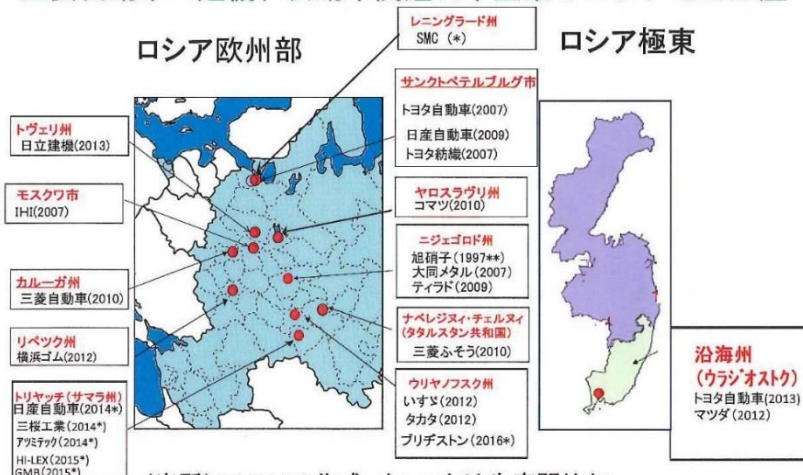 ロシア欧州部
ロシア極東
レニングラード州
SMC (*)
サンクトペテルブルグ市
トヨタ自動車(2007)
日産自動車(2009)
トヨタ紡織(2007)
トヴェリ州
日立建機(2013)
モスクワ市
IHI(2007)
ヤロスラヴリ州
コマツ(2010)
ニジェゴロド州
旭硝子(1997**)
大同メタル(2007)
ティラド(2009)
カルーガ州
三菱自動車(2010)
ナベレジヌィ・チェルヌィ
(タタルスタン共和国)
三菱ふそう(2010)
リペツク州
横浜ゴム(2012)
ウリヤノフスク州
いすゞ(2012)
タカタ(2012)
ブリヂストン(2016*)
トリヤッチ(サマラ州)
日産自動車(2014*)
三桜工業(2014*)
アツミテック(2014*)
HI-LEX(2015*)
GMB(2015*)
沿海州
(ウラジオストク)
トヨタ自動車(2013)
マツダ(2012)